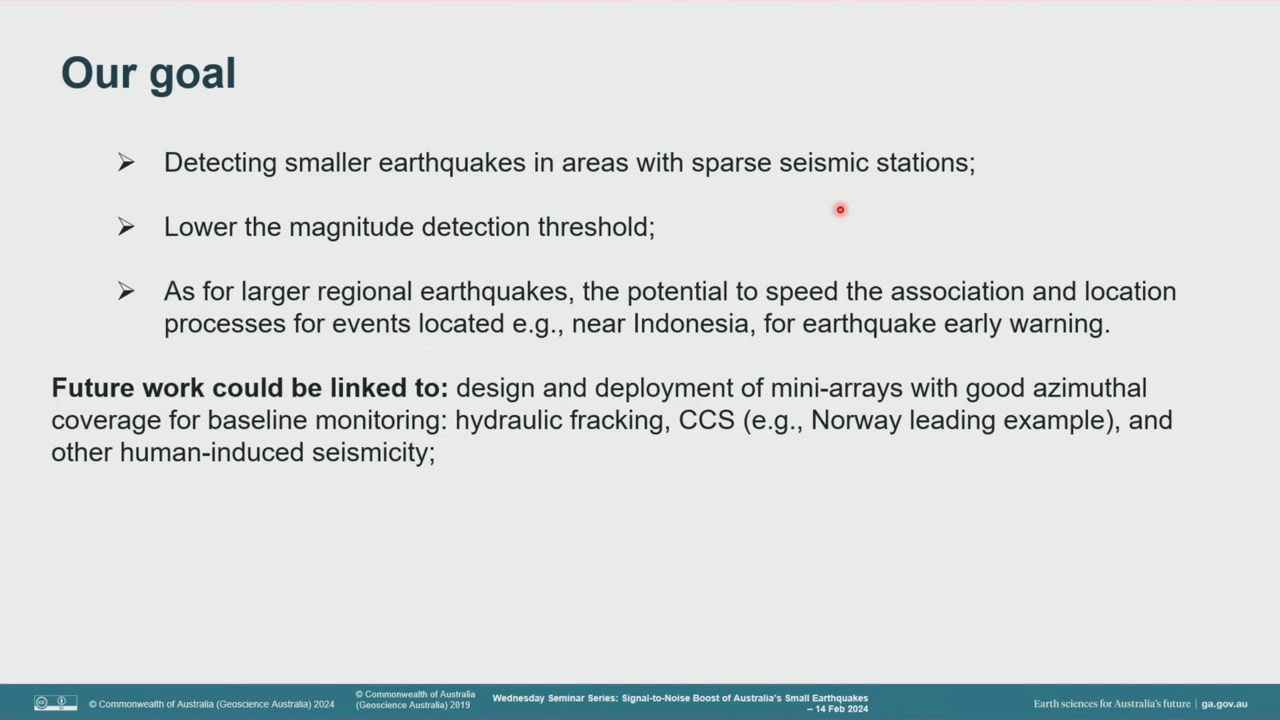 Our goal
➢ Detecting smaller earthquakes in areas with sparse seismic stations;
➢ Lower the magnitude detection threshold;
➢ As for larger regional earthquakes, the potential to speed the association and location
processes for events located e.g., near Indonesia, for earthquake early warning.
Future work could be linked to: design and deployment of mini-arrays with good azimuthal
coverage for baseline monitoring: hydraulic fracking, CCS (e.g., Norway leading example), and
other human-induced seismicity;
© Commonwealth of Australia (Geoscience Australia) 2024
© Commonwealth of Australia
(Geoscience Australia) 2019
Wednesday Seminar Series: Signal-to-Noise Boost of Australia's Small Earthquakes
– 14 Feb 2024
Earth sciences for Australia's future | ga.gov.au